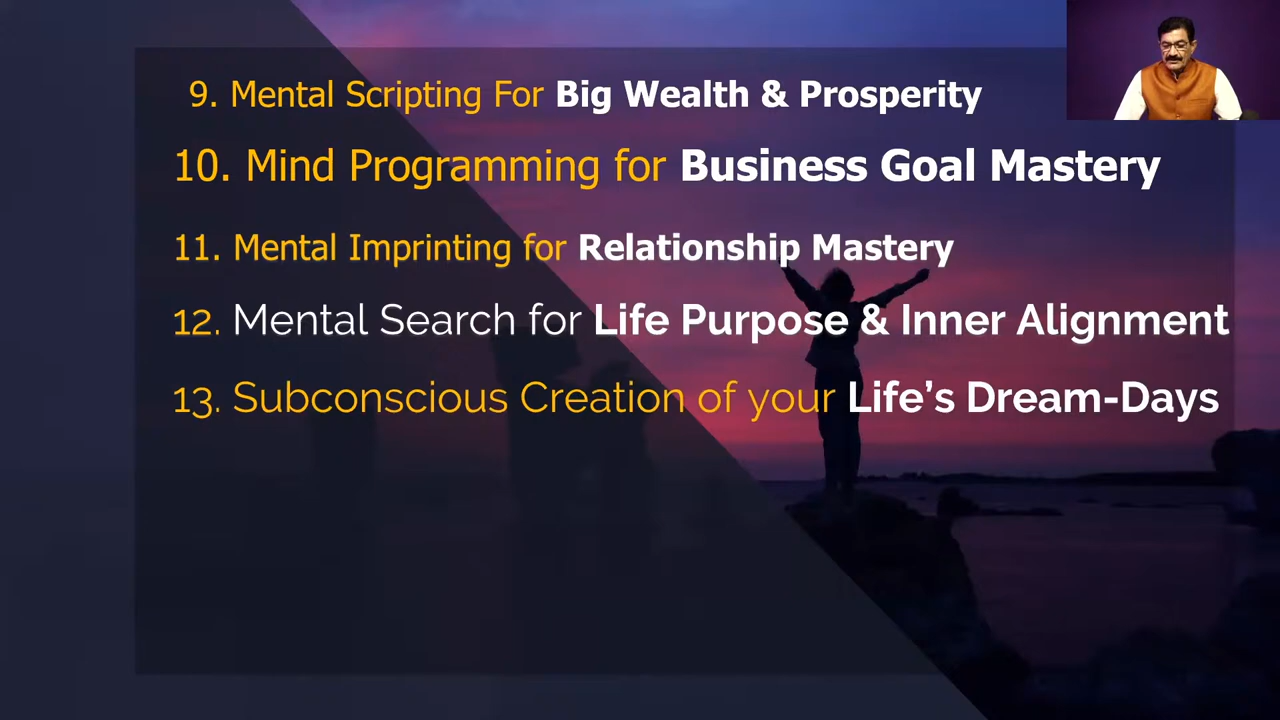 9. Mental Scripting For Big Wealth & Prosperity
10. Mind Programming for Business Goal Mastery
11. Mental Imprinting for Relationship Mastery
12. Mental Search for Life Purpose & Inner Alignment
13. Subconscious Creation of your Life’s Dream-Days